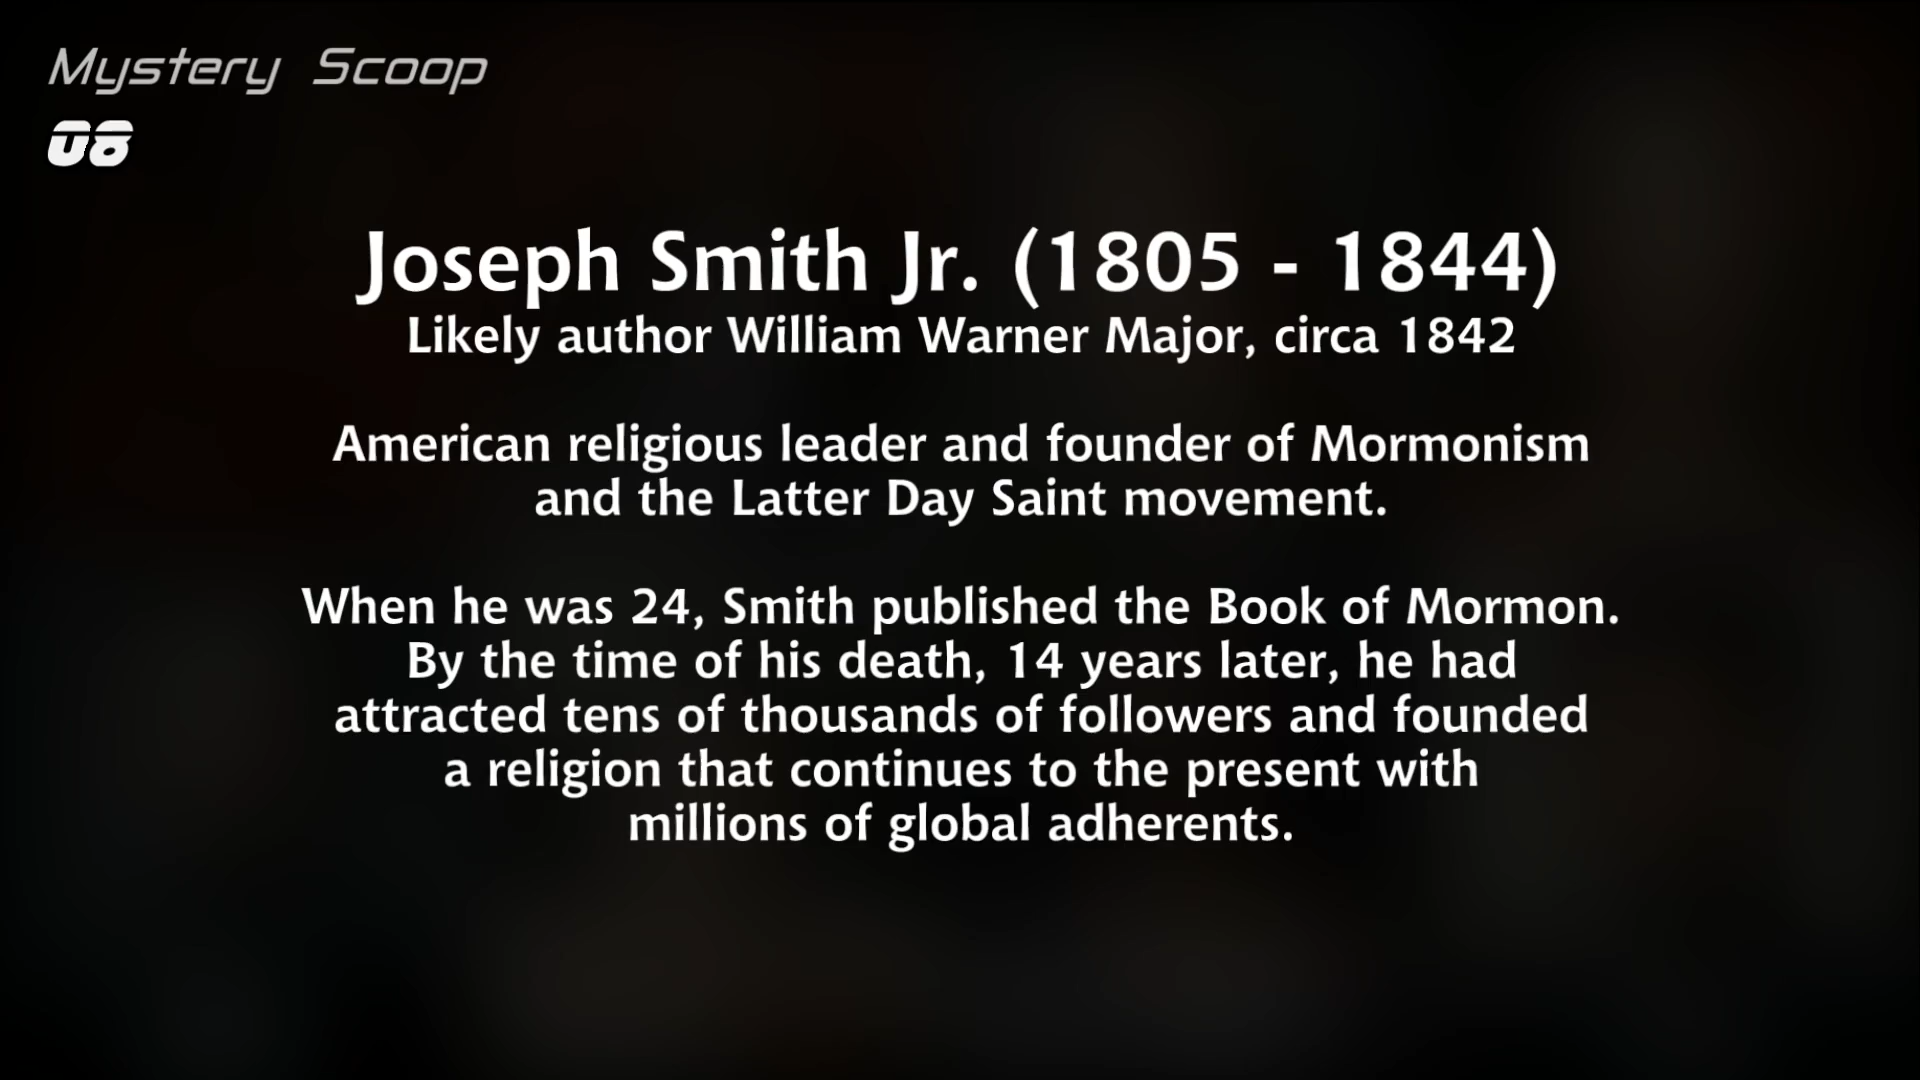 Mystery Scoop
08
Joseph Smith Jr. (1805 - 1844)
Likely author William Warner Major, circa 1842
American religious leader and founder of Mormonism
and the Latter Day Saint movement.
When he was 24, Smith published the Book of Mormon.
By the time of his death, 14 years later, he had
attracted tens of thousands of followers and founded
a religion that continues to the present with
millions of global adherents.